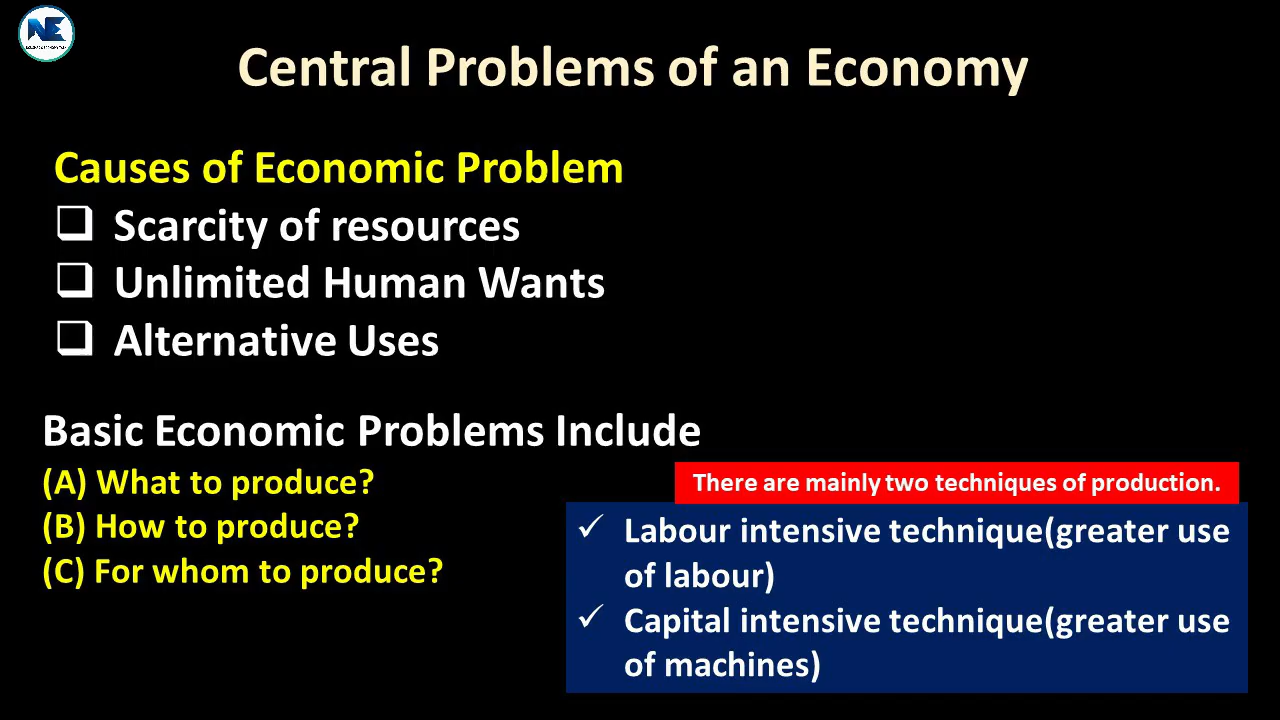 NE
Central Problems of an Economy
Causes of Economic Problem
Scarcity of resources
Unlimited Human Wants
Alternative Uses
Basic Economic Problems Include
(A) What to produce?
(B) How to produce?
(C) For whom to produce?
There are mainly two techniques of production.
Labour intensive technique(greater use
of labour)
Capital intensive technique(greater use
of machines)